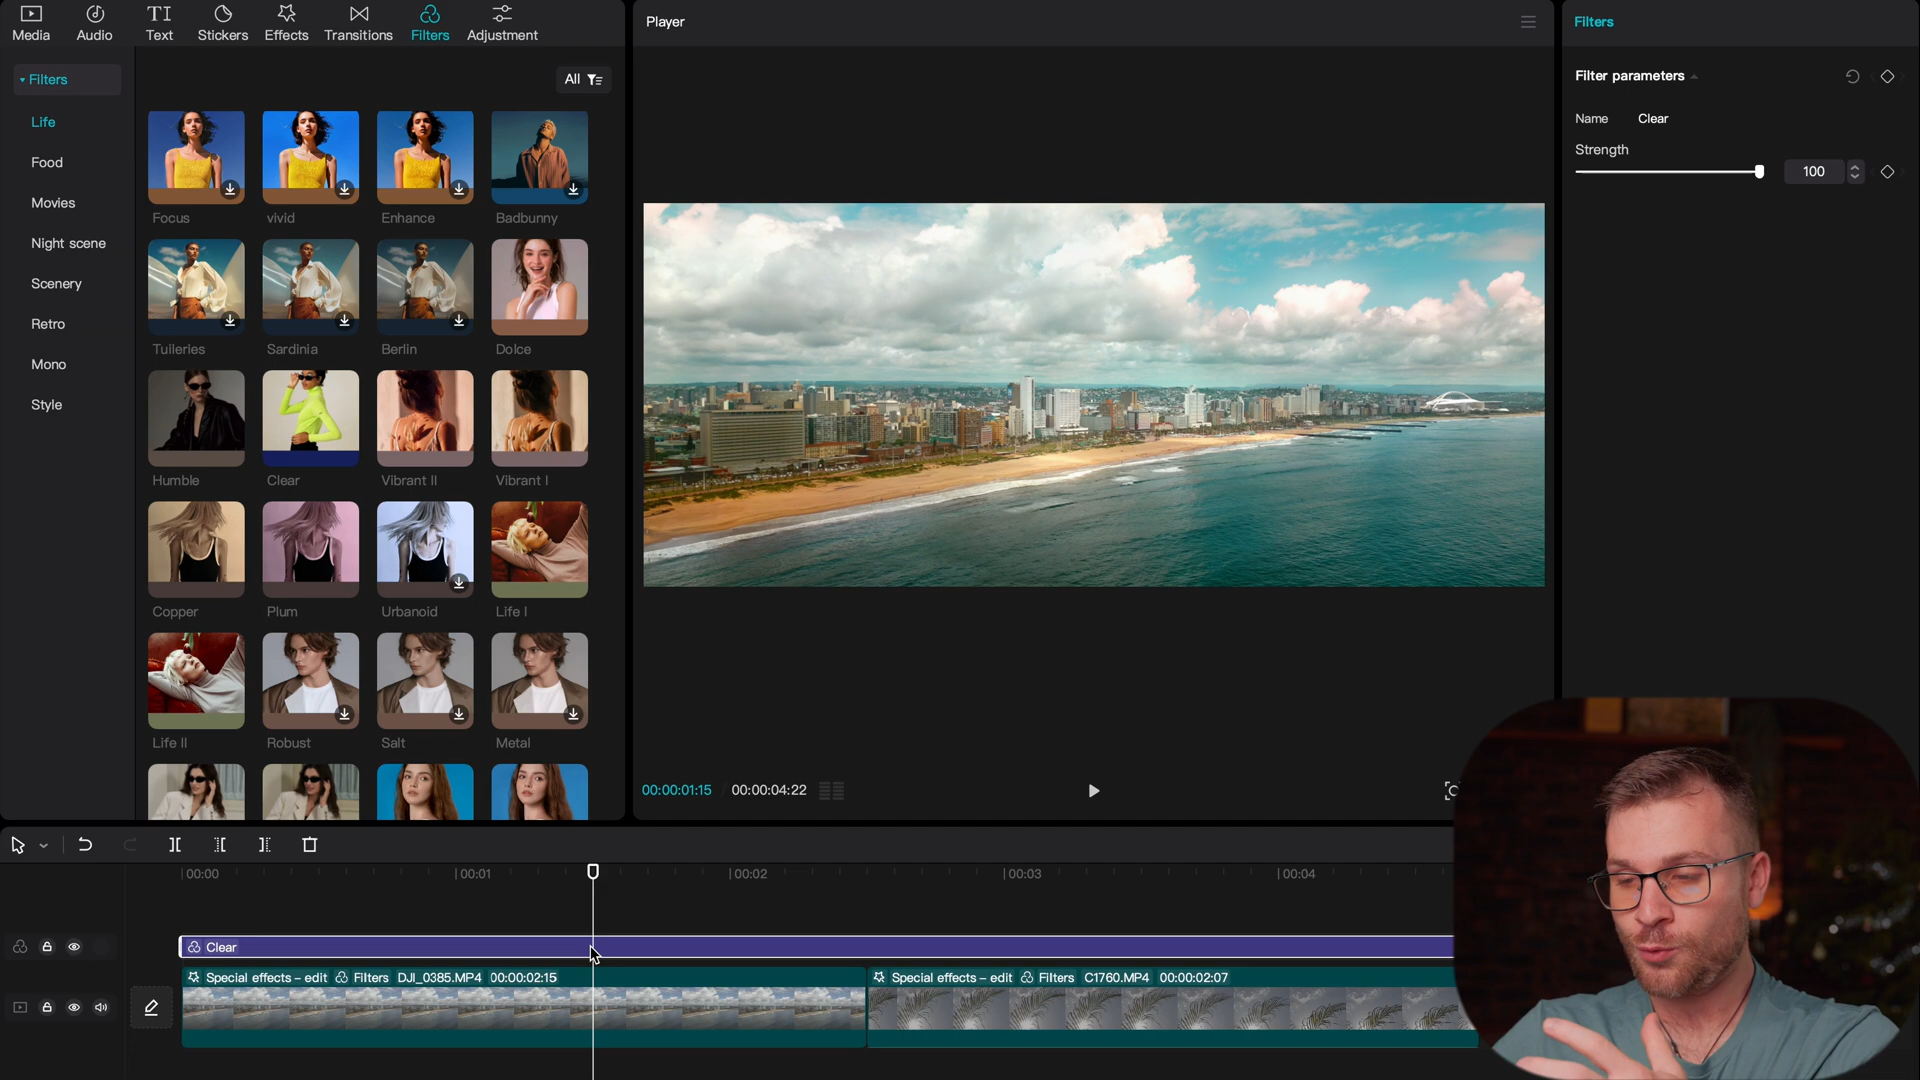 Media
Audio
Text
Stickers
Effects
Transitions
Filters
Adjustment
Filters
Life
Food
Movies
Night scene
Scenery
Retro
Mono
Style
All
Focus
vivid
Enhance
Badbunny
Tuileries
Sardinia
Berlin
Dolce
Humble
Clear
Vibrant II
Vibrant I
Copper
Plum
Urbanoid
Life I
Life II
Robust
Salt
Metal
Player
00:00:01:15
00:00:04:22
Filters
Filter parameters
Name Clear
Strength
100
00:00
00:01
00:02
00:03
00:04
Clear
Special effects – edit Filters DJI_0385.MP4 00:00:02:15
Special effects – edit Filters C1760.MP4 00:00:02:07